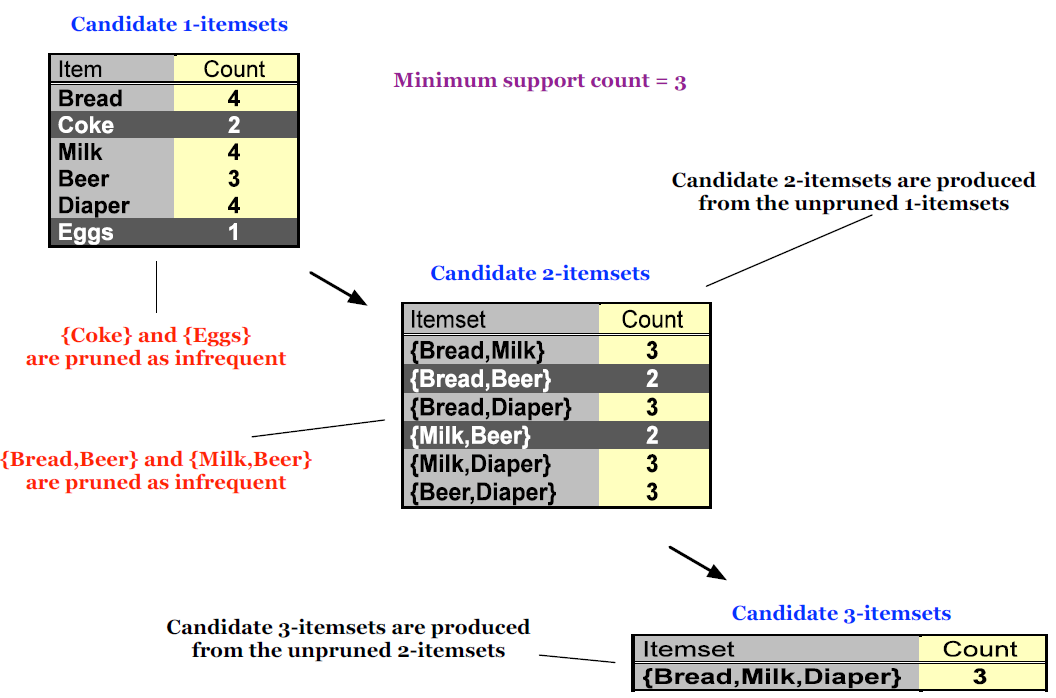 Candidate 1-itemsets
Item Count
Bread 4
Coke 2
Milk 4
Beer 3
Diaper 4
Eggs 1
Minimum support count = 3
Candidate 2-itemsets are produced
from the unpruned 1-itemsets
{Coke} and {Eggs}
are pruned as infrequent
Candidate 2-itemsets
Itemset Count
{Bread,Milk} 3
{Bread,Beer} 2
{Bread,Diaper} 3
{Milk,Beer} 2
{Milk,Diaper} 3
{Beer,Diaper} 3
{Bread,Beer} and {Milk,Beer}
are pruned as infrequent
Candidate 3-itemsets are produced
from the unpruned 2-itemsets
Candidate 3-itemsets
Itemset Count
{Bread,Milk,Diaper} 3